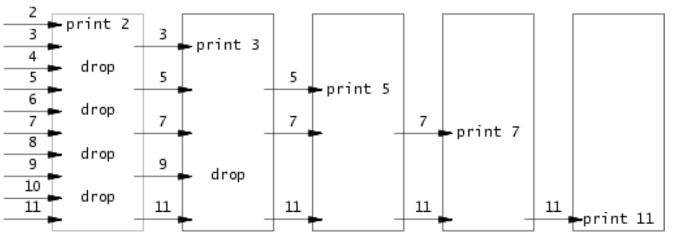 2 print 2
3 3 print 3
4 drop
5 5 5 print 5
6 drop
7 7 7 7 print 7
8 drop
9 9 drop
10 drop
11 11 11 11 11 print 11